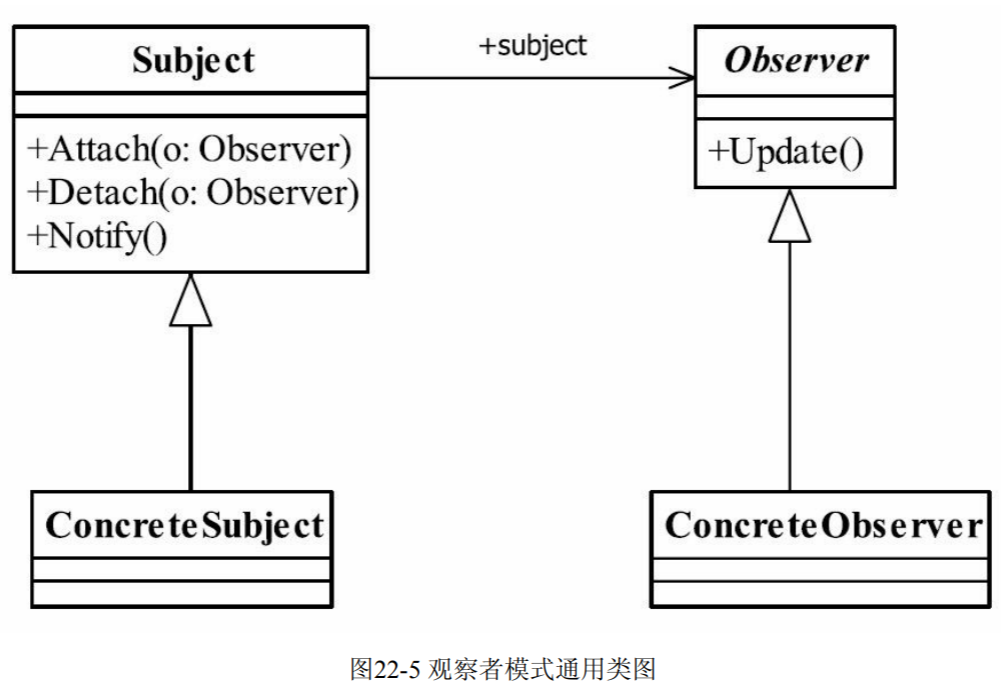 Subject
+Attach(o: Observer)
+Detach(o: Observer)
+Notify()
+subject
Observer
+Update()
ConcreteSubject
ConcreteObserver
图22-5 观察者模式通用类图